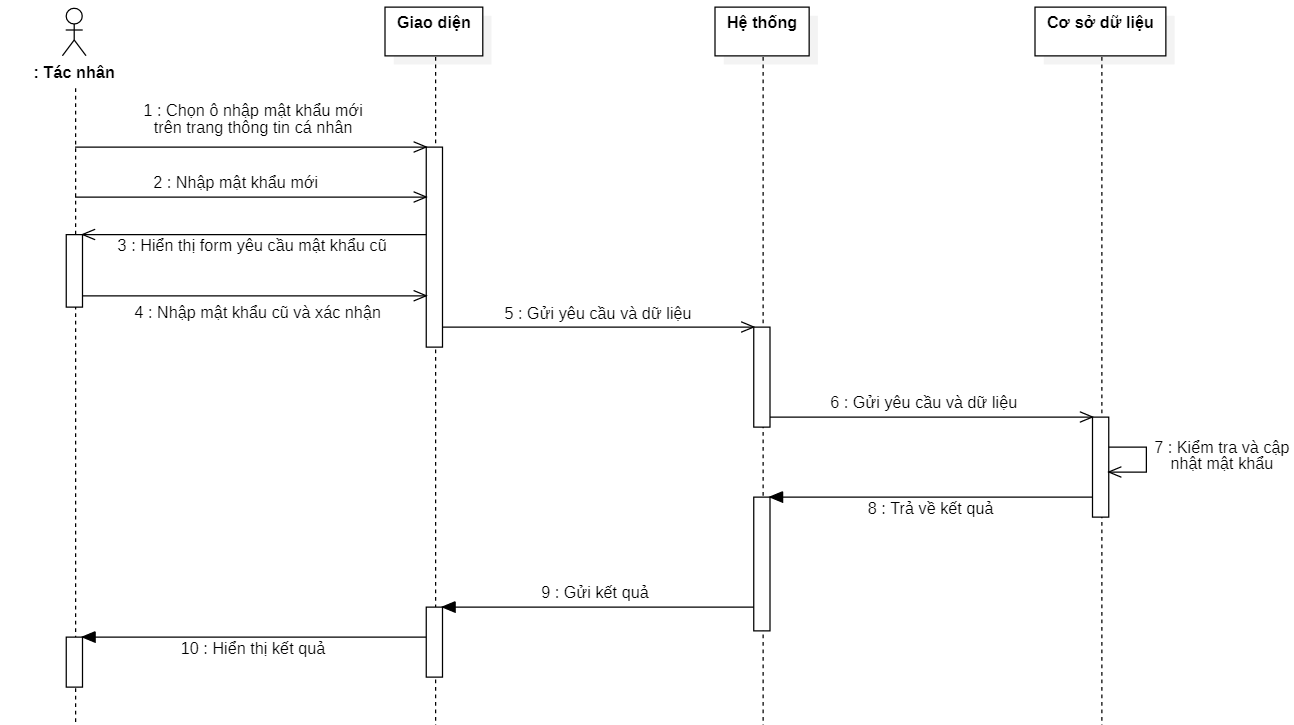 Giao diện
Hệ thống
Cơ sở dữ liệu
: Tác nhân
1 : Chọn ô nhập mật khẩu mới
trên trang thông tin cá nhân
2 : Nhập mật khẩu mới
3 : Hiển thị form yêu cầu mật khẩu cũ
4 : Nhập mật khẩu cũ và xác nhận
5 : Gửi yêu cầu và dữ liệu
6 : Gửi yêu cầu và dữ liệu
7 : Kiểm tra và cập
nhật mật khẩu
8 : Trả về kết quả
9 : Gửi kết quả
10 : Hiển thị kết quả